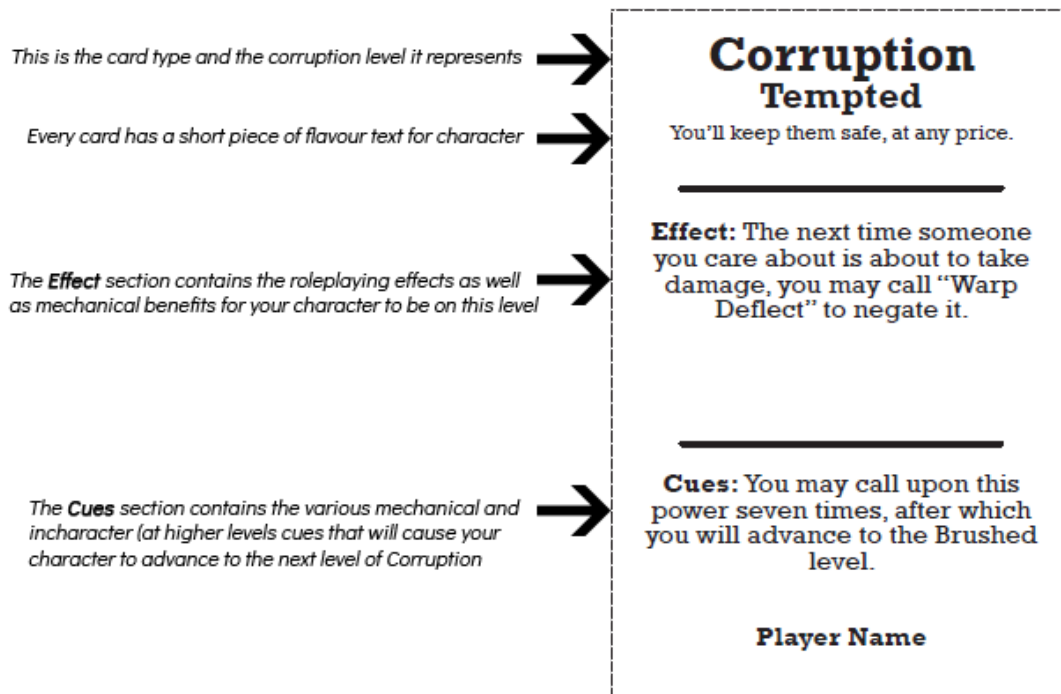 This is the card type and the corruption level it represents
Every card has a short piece of flavour text for character
The Effect section contains the roleplaying effects as well
as mechanical benefits for your character to be on this level
The Cues section contains the various mechanical and
incharacter (at higher levels cues that will cause your
character to advance to the next level of Corruption
Corruption
Tempted
You'll keep them safe, at any price.
Effect: The next time someone
you care about is about to take
damage, you may call “Warp
Deflect” to negate it.
Cues: You may call upon this
power seven times, after which
you will advance to the Brushed
level.
Player Name